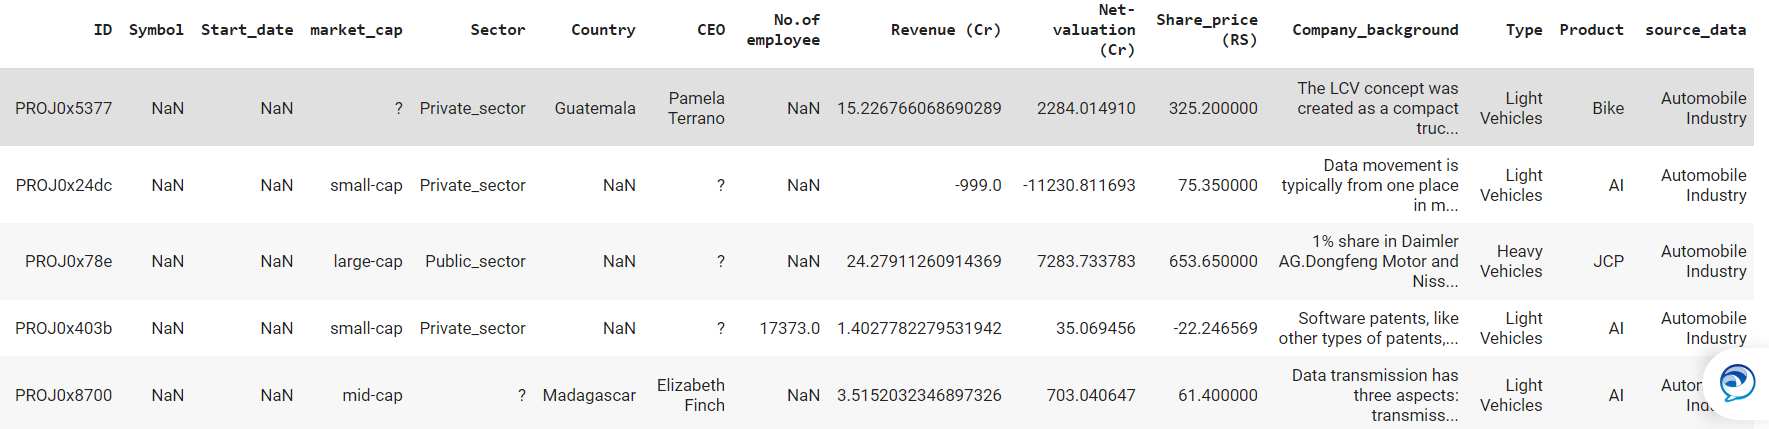 ID Symbol Start_date market_cap Sector Country CEO No.of employee Revenue (Cr) Net-valuation (Cr) Share_price (RS) Company_background Type Product source_data
PROJ0x5377 NaN NaN ? Private_sector Guatemala Pamela Terrano NaN 15.226766068690289 2284.014910 325.200000 The LCV concept was created as a compact truc... Light Vehicles Bike Automobile Industry
PROJ0x24dc NaN NaN small-cap Private_sector NaN ? NaN -999.0 -11230.811693 75.350000 Data movement is typically from one place in m... Light Vehicles AI Automobile Industry
PROJ0x78e NaN NaN large-cap Public_sector NaN ? NaN 24.27911260914369 7283.733783 653.650000 1% share in Daimler AG.Dongfeng Motor and Niss... Heavy Vehicles JCP Automobile Industry
PROJ0x403b NaN NaN small-cap Private_sector NaN ? 17373.0 1.4027782279531942 35.069456 -22.246569 Software patents, like other types of patents,... Light Vehicles AI Automobile Industry
PROJ0x8700 NaN NaN mid-cap ? Madagascar Elizabeth Finch NaN 3.5152032346897326 703.040647 61.400000 Data transmission has three aspects: transmiss... Light Vehicles AI